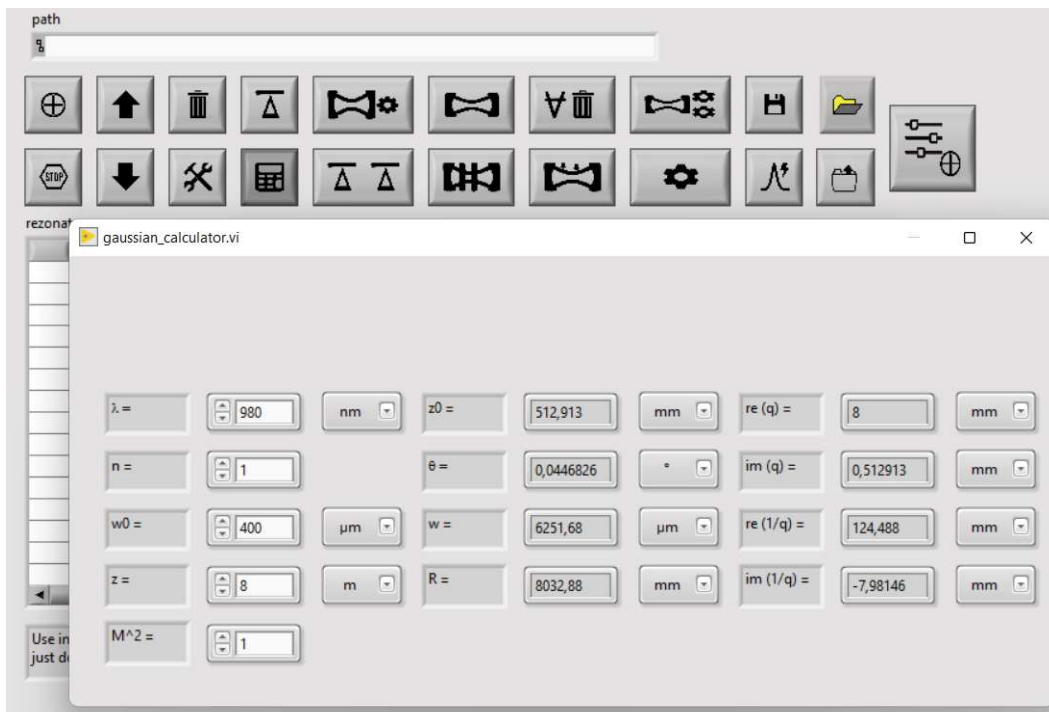 path
STOP
rezonat
gaussian_calculator.vi
λ = 980 nm z0 = 512,913 mm re (q) = 8 mm
n = 1 θ = 0,0446826 ° im (q) = 0,512913 mm
w0 = 400 μm w = 6251,68 μm re (1/q) = 124,488 mm
z = 8 m R = 8032,88 mm im (1/q) = -7,98146 mm
M^2 = 1
Use in
just d